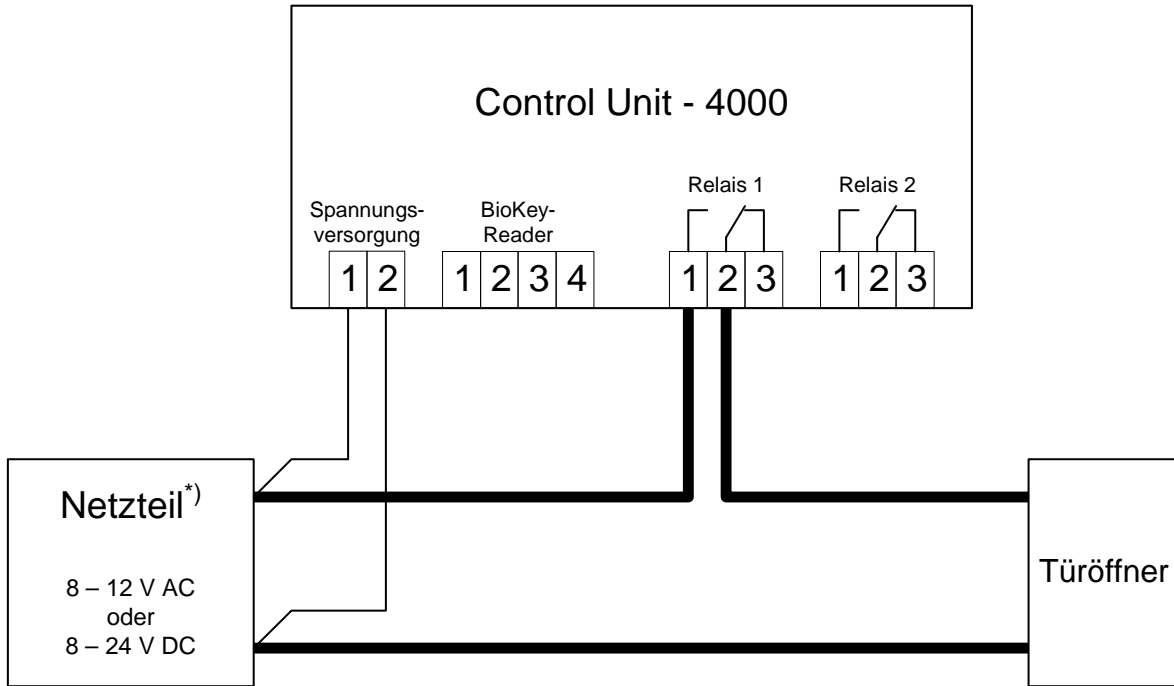 Control Unit - 4000
Relais 1
Relais 2
Spannungs-
versorgung
BioKey-
Reader
1 2
1 2 3 4
1 2 3
1 2 3
Netzteil*)
8 – 12 V AC
oder
8 – 24 V DC
Türöffner